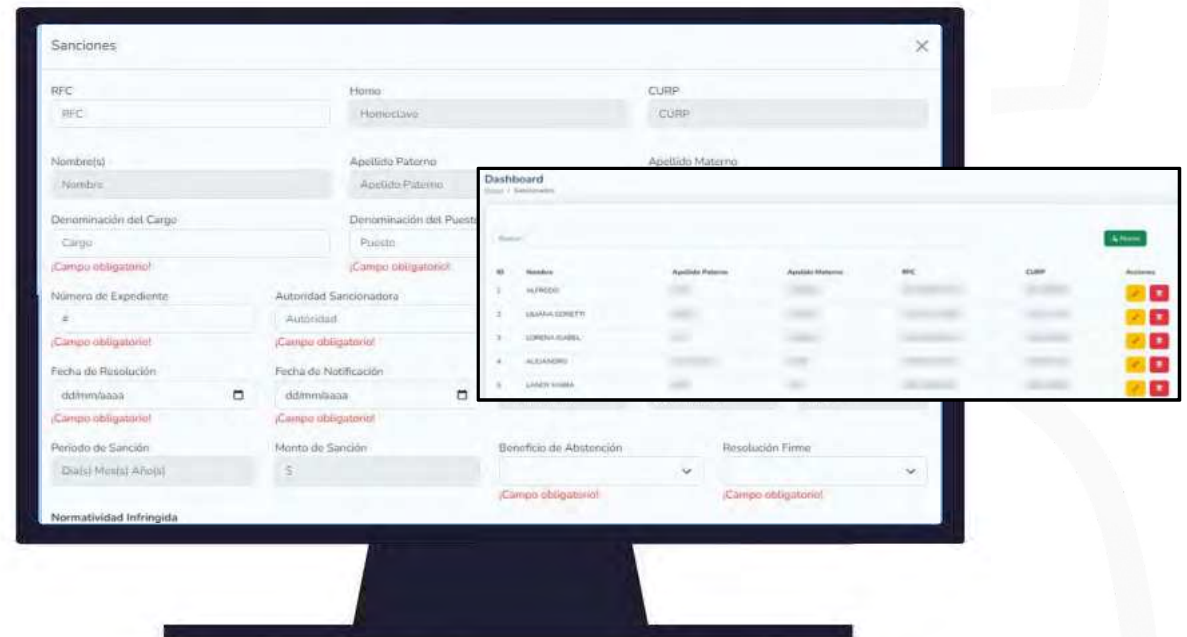 Sanciones
RFC Homo CURP
RFC Homoclave CURP
Nombre(s) Apellido Paterno Apellido Materno
Nombre Apellido Paterno
Denominación del Cargo Denominación del Puesto
Cargo Puesto
¡Campo obligatorio! ¡Campo obligatorio!
Número de Expediente Autoridad Sancionadora
# Autoridad
¡Campo obligatorio! ¡Campo obligatorio!
Fecha de Resolución Fecha de Notificación
dd/mm/aaaa dd/mm/aaaa
¡Campo obligatorio! ¡Campo obligatorio!
Periodo de Sanción Monto de Sanción Beneficio de Abstención Resolución Firme
Dia(s) Mes(s) Año(s) $
¡Campo obligatorio! ¡Campo obligatorio!
Normatividad Infringida
Dashboard
/ Sancionados
Buscar Nuevo
ID Nombre Apellido Paterno Apellido Materno RFC CURP Acciones
1 ALFREDO
2 LILIANA GORETTI
3 LORENA ISABEL
4 ALEJANDRO
5